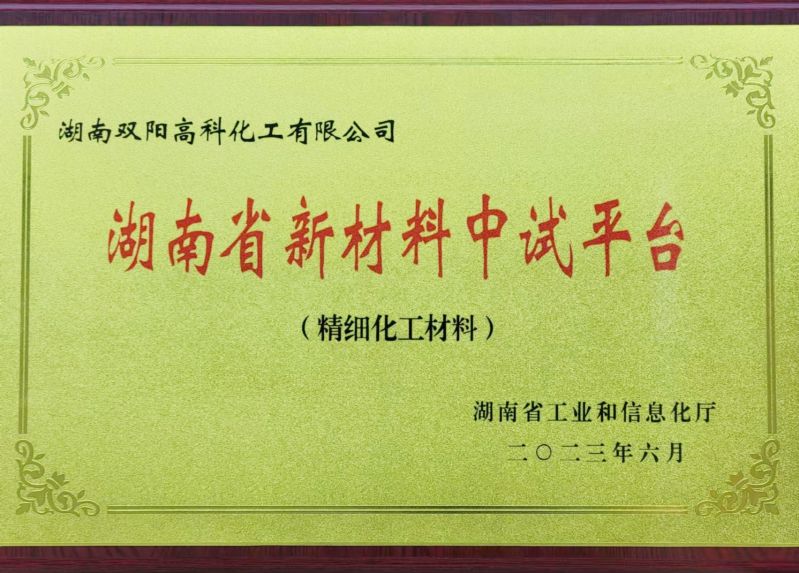 湖南双阳高科化工有限公司
湖南省新材料中试平台
（精细化工材料）
湖南省工业和信息化厅
二〇二三年六月